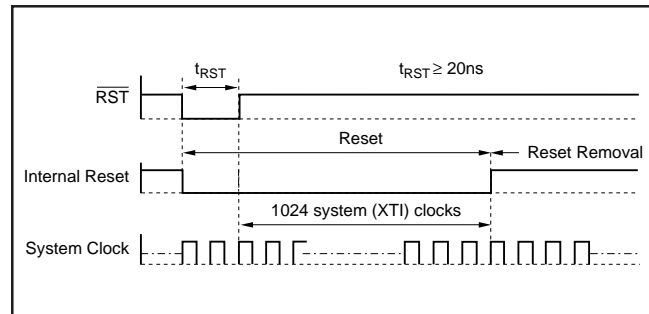 tRST
tRST ≥ 20ns
RST
Reset
Reset Removal
Internal Reset
1024 system (XTI) clocks
System Clock